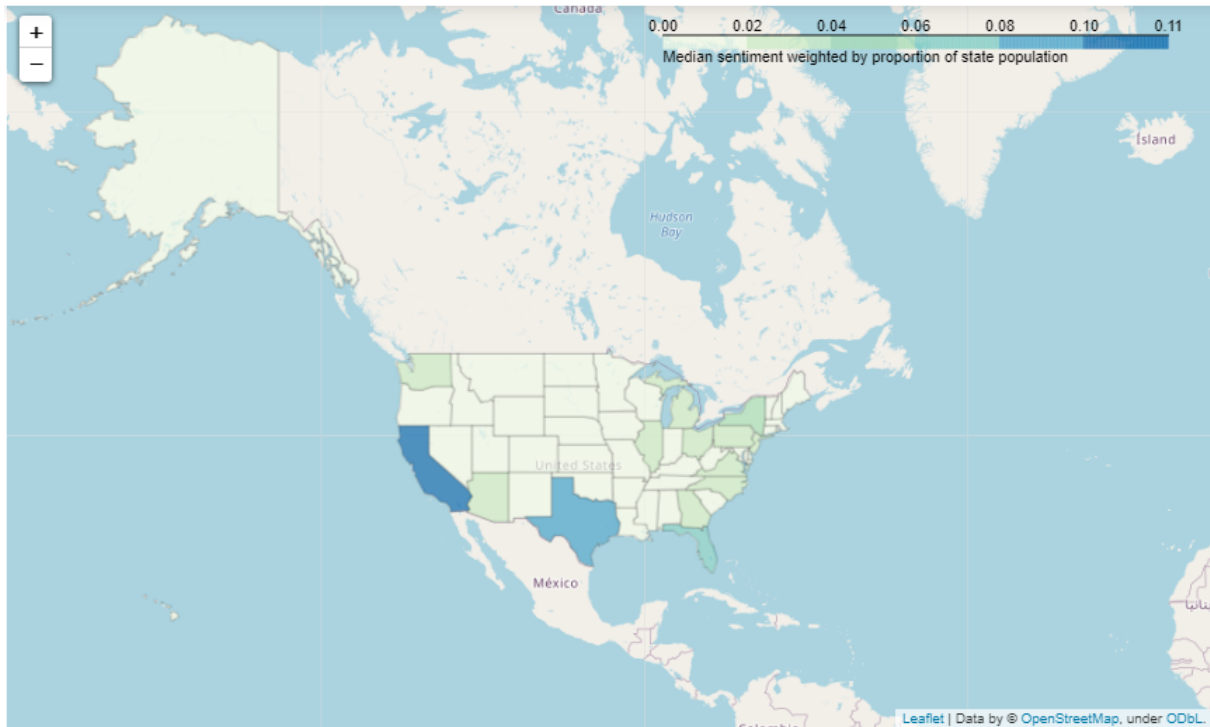 Canada
+
−
0.00 0.02 0.04 0.06 0.08 0.10 0.11
Median sentiment weighted by proportion of state population
Ísland
Hudson
Bay
United States
México
Leaflet | Data by © OpenStreetMap, under ODbL.